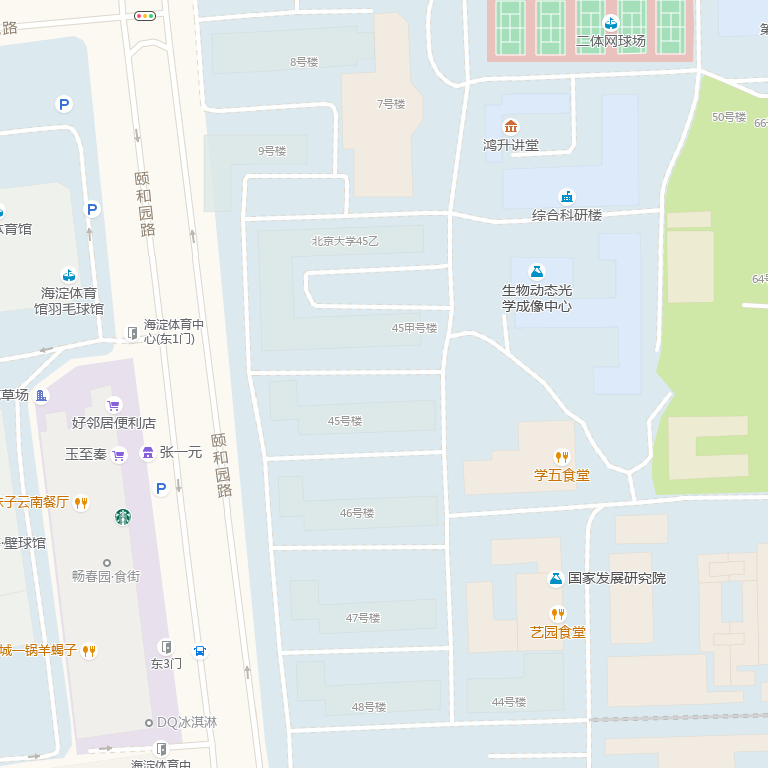 路
二体网球场
第
8号楼
7号楼
50号楼
66
鸿升讲堂
9号楼
颐和园路
综合科研楼
体育馆
北京大学45乙
海淀体育
馆羽毛球馆
生物动态光
学成像中心
64号
海淀体育中
心(东1门)
45甲号楼
草场
好邻居便利店
45号楼
玉至秦
张一元
颐和园路
学五食堂
妹子云南餐厅
46号楼
·壁球馆
畅春园·食街
国家发展研究院
47号楼
艺园食堂
城一锅羊蝎子
东3门
44号楼
48号楼
DQ冰淇淋
海淀体育中